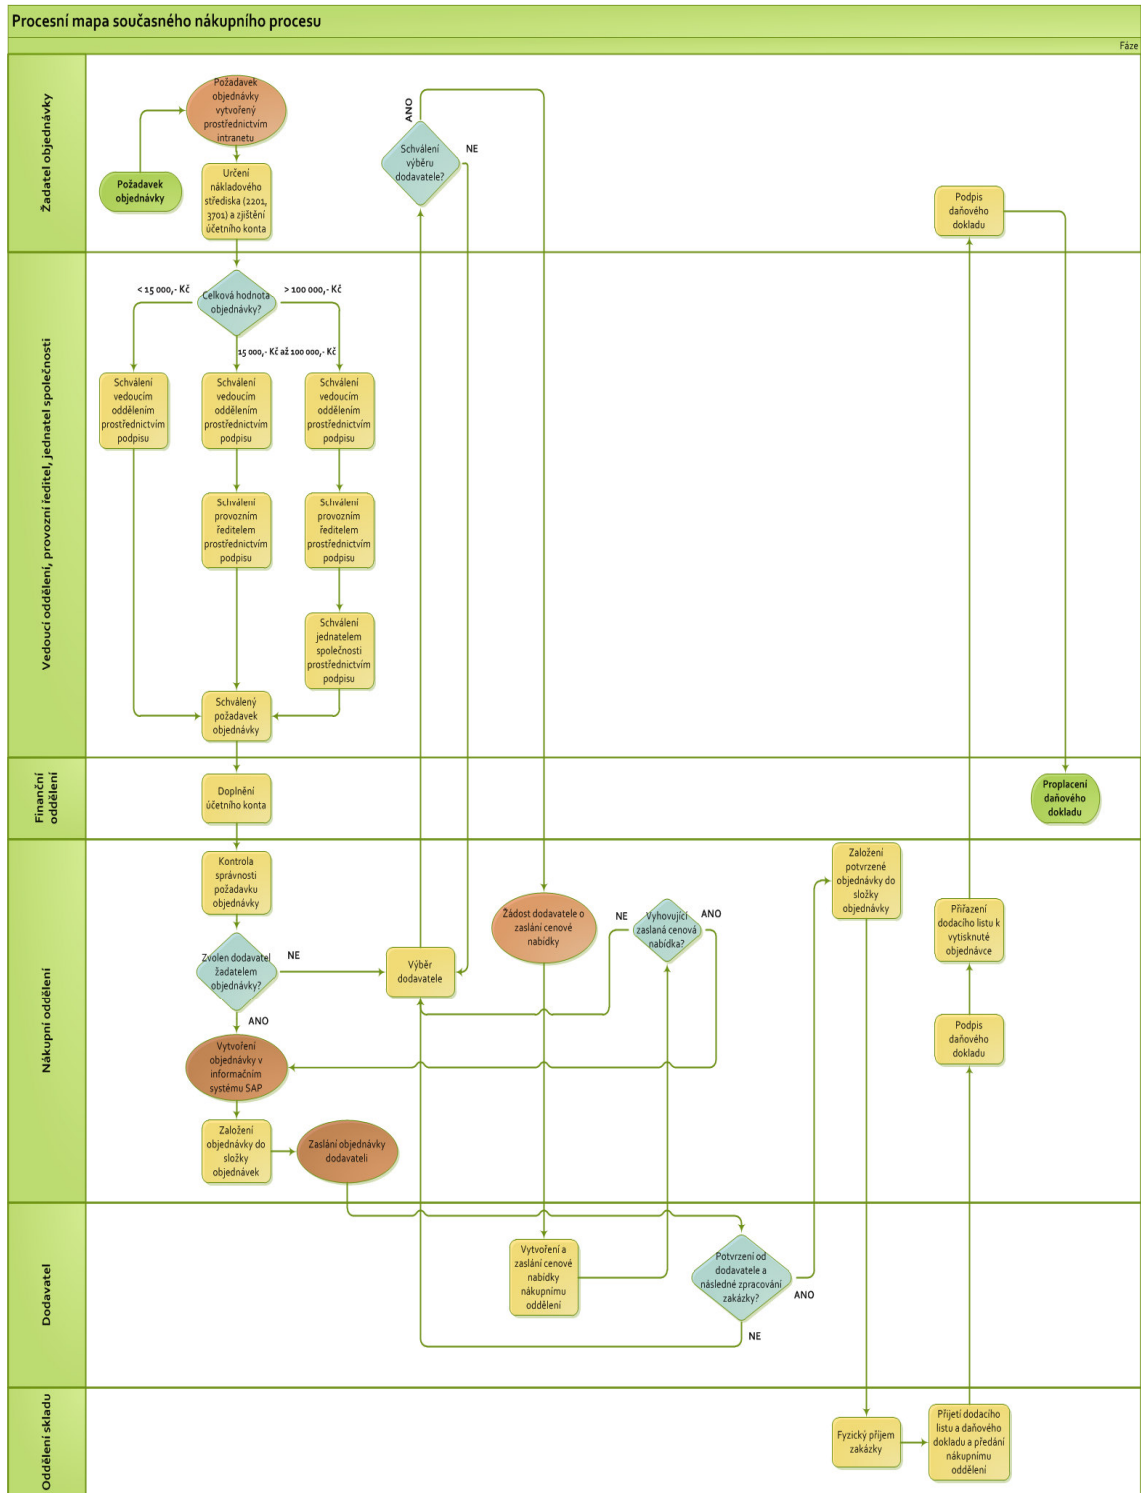 Procesní mapa současného nákupního procesu
Fáze
Žadatel objednávky
Požadavek
objednávky
vytvořený
prostřednictvím
intranetu
Požadavek
objednávky
Určení
nákladového
střediska (2201,
3701) a zjištění
účetního konta
ANO
Schválení
výběru
dodavatele?
NE
Podpis
daňového
dokladu
Vedoucí oddělení, provozní ředitel, jednatel společnosti
< 15 000,- Kč
Celková hodnota
objednávky?
> 100 000,- Kč
15 000,- Kč až 100 000,- Kč
Schválení
vedoucím
oddělením
prostřednictvím
podpisu
Schválení
vedoucím
oddělením
prostřednictvím
podpisu
Schválení
vedoucím
oddělením
prostřednictvím
podpisu
Schválení
provozním
ředitelem
prostřednictvím
podpisu
Schválení
provozním
ředitelem
prostřednictvím
podpisu
Schválení
jednatelem
společnosti
prostřednictvím
podpisu
Schválený
požadavek
objednávky
Finanční
oddělení
Doplnění
účetního konta
Proplacení
daňového
dokladu
Nákupní oddělení
Kontrola
správnosti
požadavku
objednávky
Zvolen dodavatel
žadatelem
objednávky?
NE
ANO
Výběr
dodavatele
Žádost dodavatele o
zaslání cenové
nabídky
NE
Vyhovující
zaslaná cenová
nabídka?
ANO
Založení
potvrzené
objednávky do
složky
objednávky
Přiřazení
dodacího listu k
vytisknuté
objednávce
Podpis
daňového
dokladu
Vytvoření
objednávky v
informačním
systému SAP
Založení
objednávky do
složky
objednávek
Zaslání objednávky
dodavateli
Dodavatel
Vytvoření a
zaslání cenové
nabídky
nákupnímu
oddělení
Potvrzení od
dodavatele a
následné zpracování
zakázky?
ANO
NE
Oddělení skladu
Fyzický příjem
zakázky
Přijetí dodacího
listu a daňového
dokladu a předání
nákupnímu
oddělení